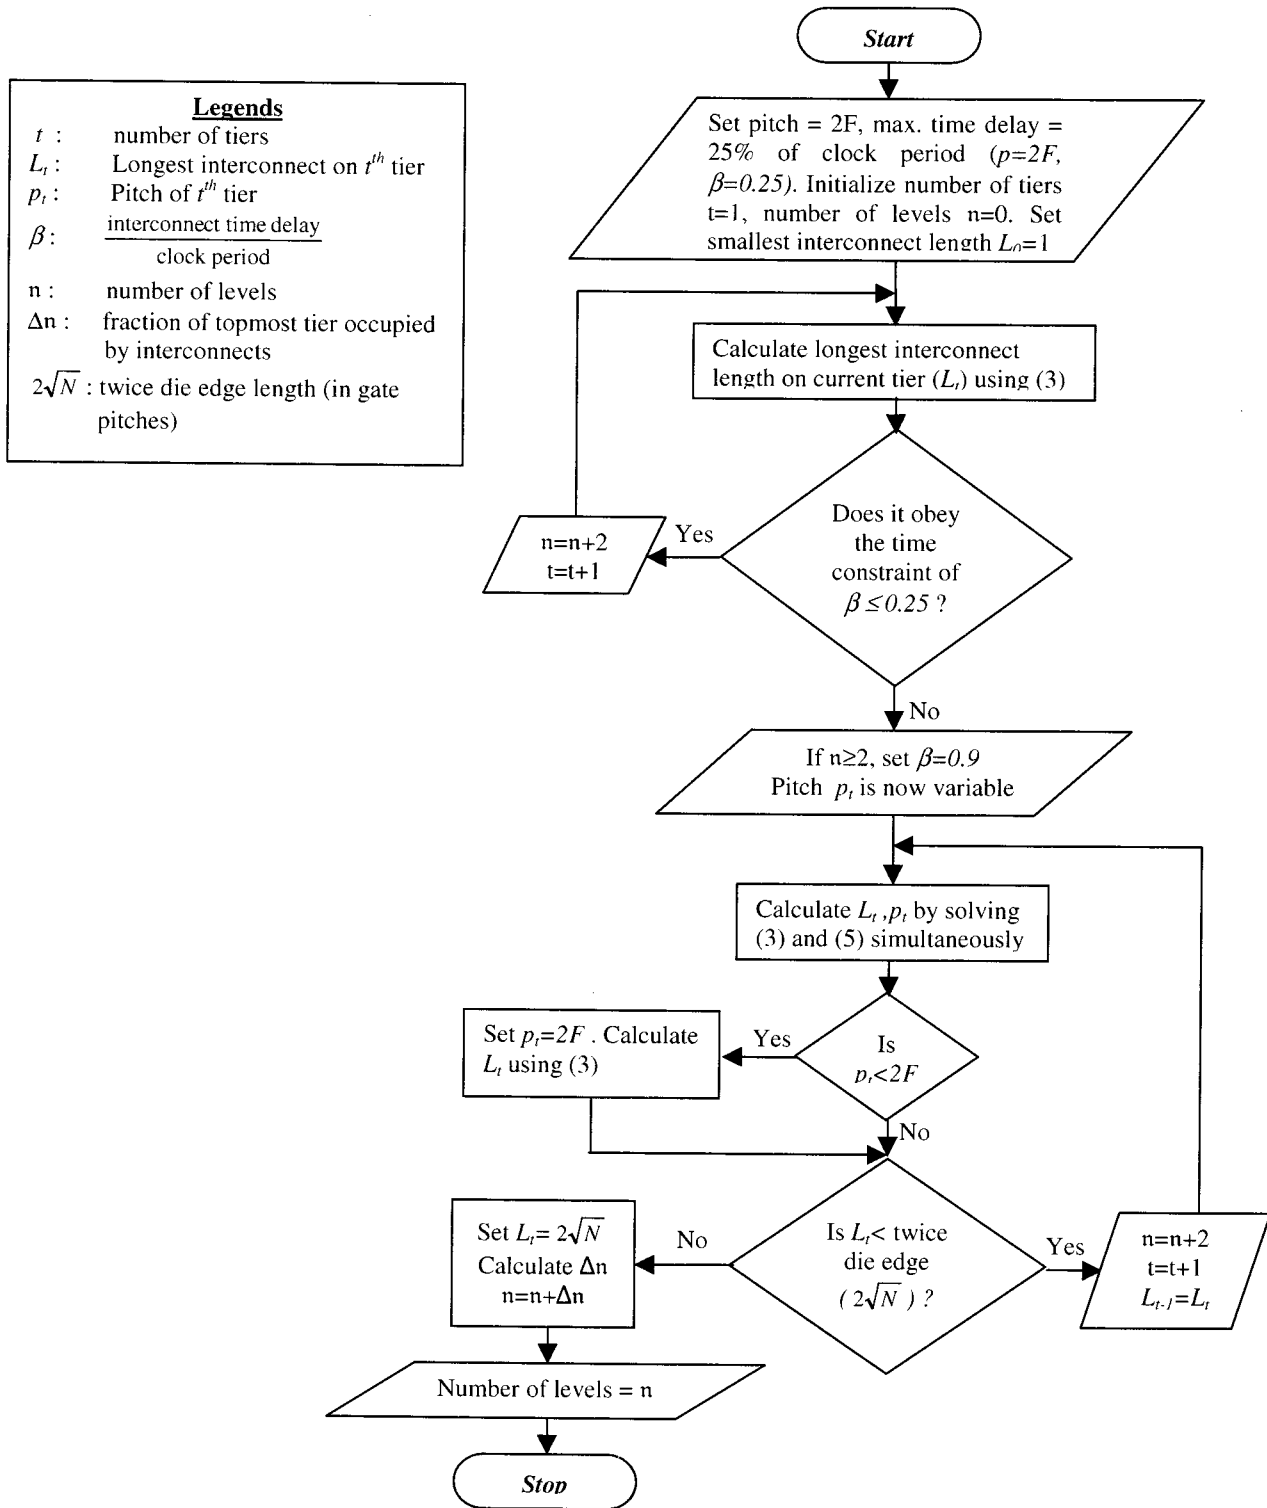 Start
Legends
t : number of tiers
Lt : Longest interconnect on t^th tier
pt : Pitch of t^th tier
β : interconnect time delay
clock period
n : number of levels
Δn : fraction of topmost tier occupied
by interconnects
2√N : twice die edge length (in gate
pitches)
Set pitch = 2F, max. time delay =
25% of clock period (p=2F,
β=0.25). Initialize number of tiers
t=1, number of levels n=0. Set
smallest interconnect length L0=1
Calculate longest interconnect
length on current tier (Lt) using (3)
Does it obey
the time
constraint of
β≤0.25 ?
Yes
n=n+2
t=t+1
No
If n≥2, set β=0.9
Pitch pt is now variable
Calculate Lt ,pt by solving
(3) and (5) simultaneously
Is
pt<2F
Yes
Set pt=2F . Calculate
Lt using (3)
No
Is Lt< twice
die edge
(2√N) ?
Yes
n=n+2
t=t+1
Lt-1=Lt
No
Set Lt= 2√N
Calculate Δn
n=n+Δn
Number of levels = n
Stop